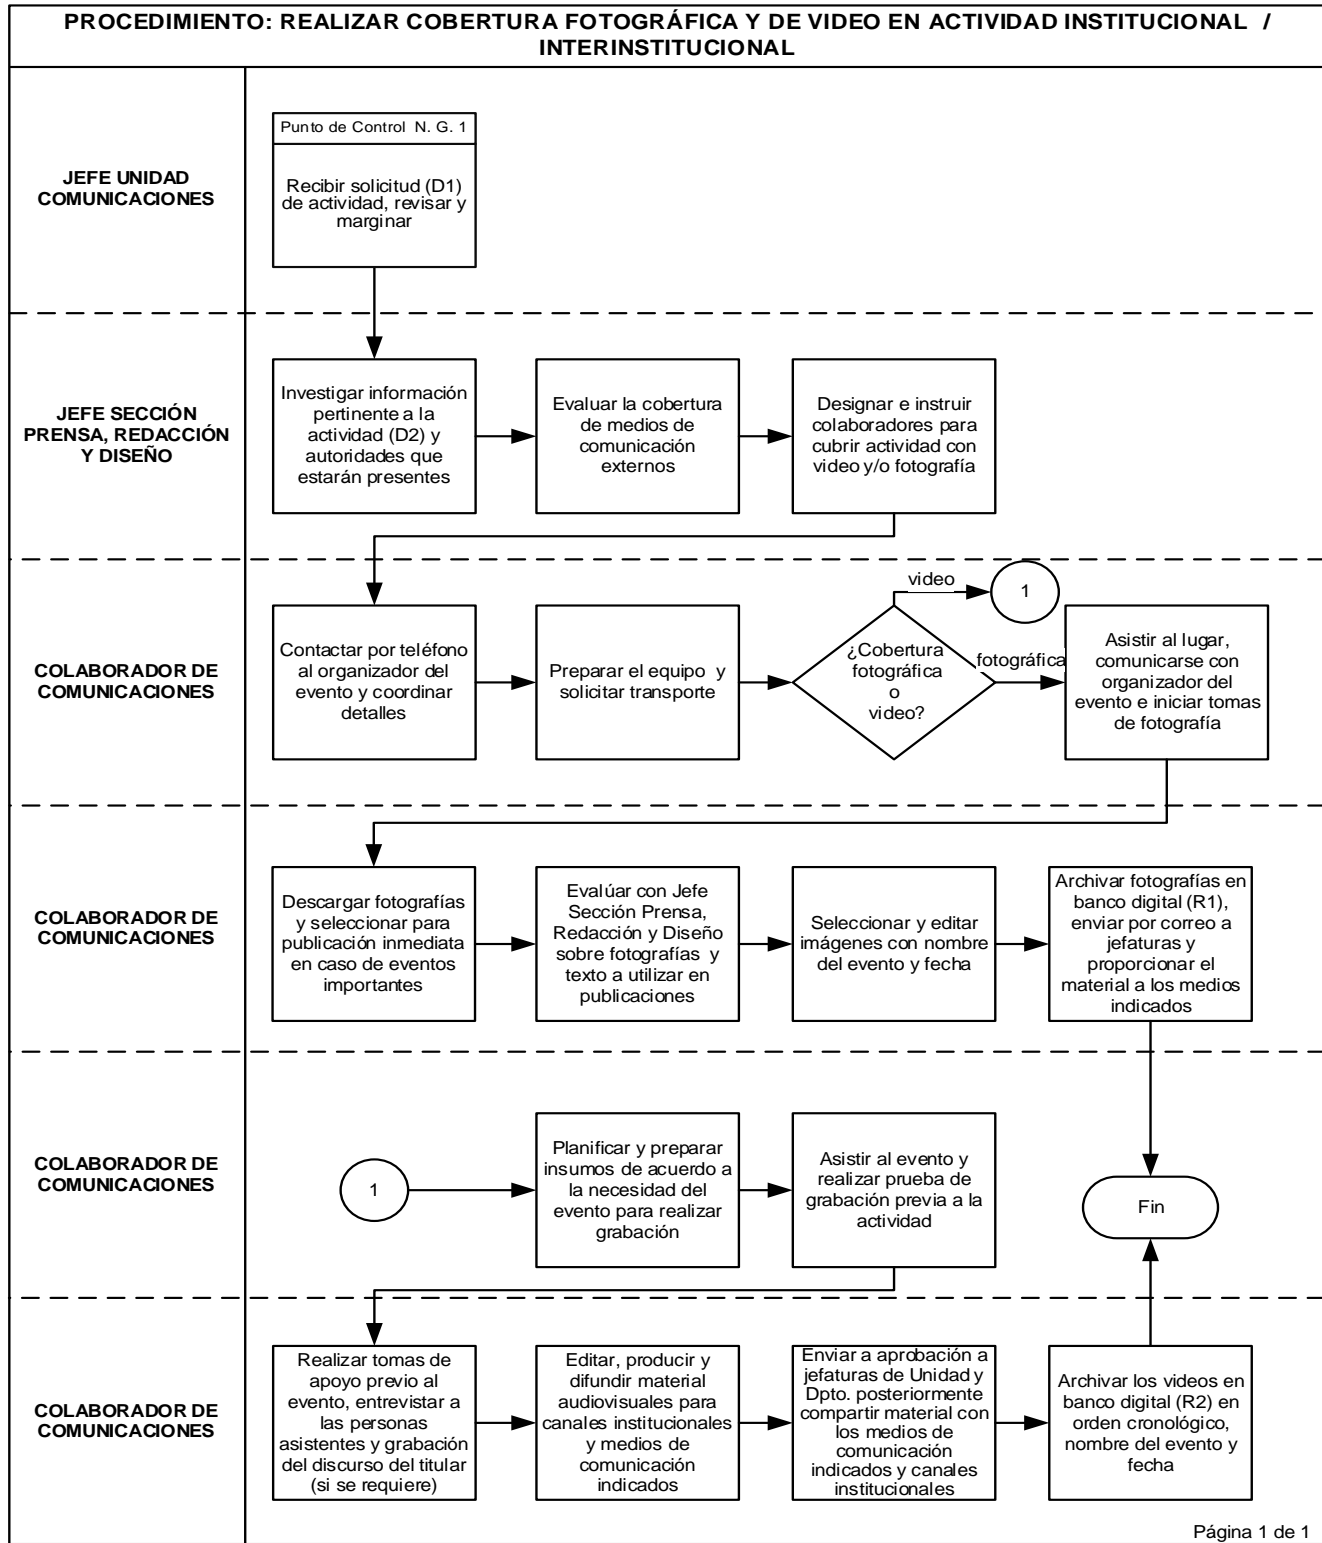 PROCEDIMIENTO: REALIZAR COBERTURA FOTOGRÁFICA Y DE VIDEO EN ACTIVIDAD INSTITUCIONAL /
INTERINSTITUCIONAL
JEFE UNIDAD
COMUNICACIONES
Punto de Control N. G. 1
Recibir solicitud (D1)
de actividad, revisar y
marginar
JEFE SECCIÓN
PRENSA, REDACCIÓN
Y DISEÑO
Investigar información
pertinente a la
actividad (D2) y
autoridades que
estarán presentes
Evaluar la cobertura
de medios de
comunicación
externos
Designar e instruir
colaboradores para
cubrir actividad con
video y/o fotografía
COLABORADOR DE
COMUNICACIONES
Contactar por teléfono
al organizador del
evento y coordinar
detalles
Preparar el equipo y
solicitar transporte
¿Cobertura
fotográfica
o
video?
video
1
fotográfica
Asistir al lugar,
comunicarse con
organizador del
evento e iniciar tomas
de fotografía
COLABORADOR DE
COMUNICACIONES
Descargar fotografías
y seleccionar para
publicación inmediata
en caso de eventos
importantes
Evalúar con Jefe
Sección Prensa,
Redacción y Diseño
sobre fotografías y
texto a utilizar en
publicaciones
Seleccionar y editar
imágenes con nombre
del evento y fecha
Archivar fotografías en
banco digital (R1),
enviar por correo a
jefaturas y
proporcionar el
material a los medios
indicados
COLABORADOR DE
COMUNICACIONES
1
Planificar y preparar
insumos de acuerdo a
la necesidad del
evento para realizar
grabación
Asistir al evento y
realizar prueba de
grabación previa a la
actividad
Fin
COLABORADOR DE
COMUNICACIONES
Realizar tomas de
apoyo previo al
evento, entrevistar a
las personas
asistentes y grabación
del discurso del titular
(si se requiere)
Editar, producir y
difundir material
audiovisuales para
canales institucionales
y medios de
comunicación
indicados
Enviar a aprobación a
jefaturas de Unidad y
Dpto. posteriormente
compartir material con
los medios de
comunicación
indicados y canales
institucionales
Archivar los videos en
banco digital (R2) en
orden cronológico,
nombre del evento y
fecha
Página 1 de 1